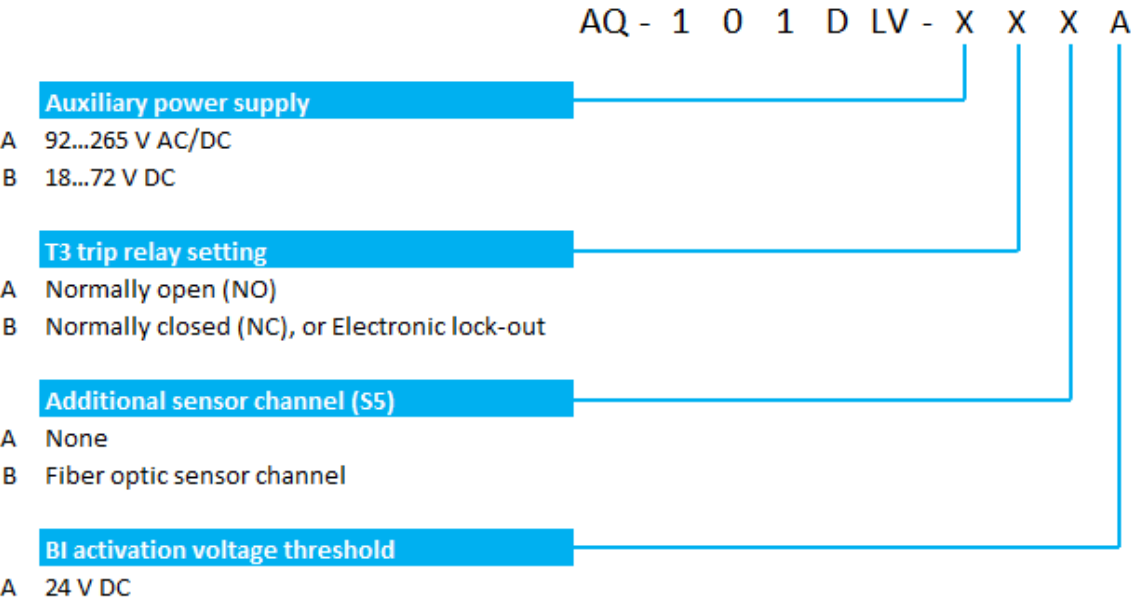 AQ - 1 0 1 D LV - X X X A
Auxiliary power supply
A 92...265 V AC/DC
B 18...72 V DC
T3 trip relay setting
A Normally open (NO)
B Normally closed (NC), or Electronic lock-out
Additional sensor channel (S5)
A None
B Fiber optic sensor channel
BI activation voltage threshold
A 24 V DC